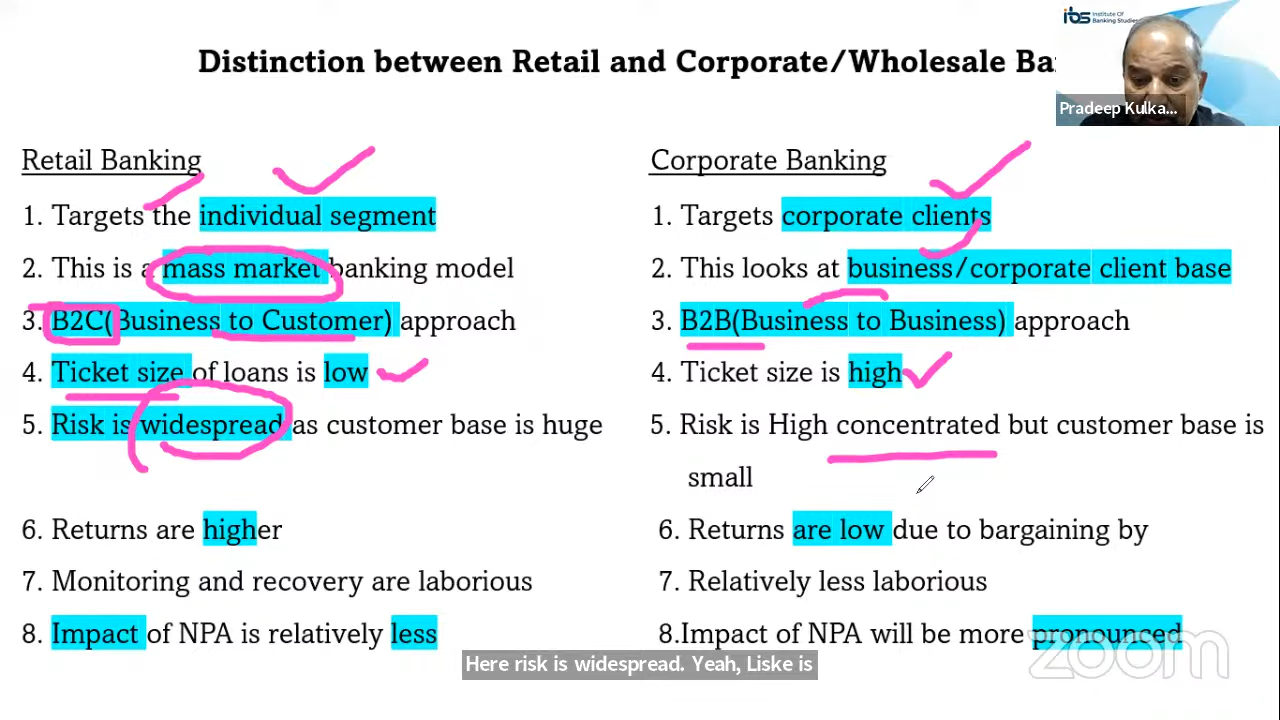 ibs Institute Of
Banking Studies
Distinction between Retail and Corporate/Wholesale Ba
Pradeep Kulka...
Retail Banking
1. Targets the individual segment
2. This is a mass market banking model
3. B2C(Business to Customer) approach
4. Ticket size of loans is low
5. Risk is widespread as customer base is huge
6. Returns are higher
7. Monitoring and recovery are laborious
8. Impact of NPA is relatively less
Corporate Banking
1. Targets corporate clients
2. This looks at business/corporate client base
3. B2B(Business to Business) approach
4. Ticket size is high
5. Risk is High concentrated but customer base is
small
6. Returns are low due to bargaining by
7. Relatively less laborious
8.Impact of NPA will be more pronounced
Here risk is widespread. Yeah, Liske is
zoom